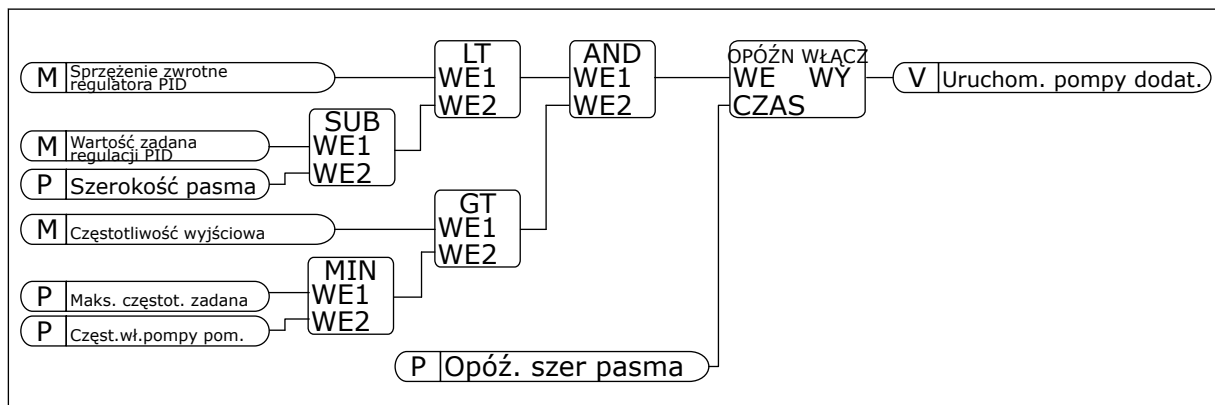 LT
AND
OPÓŹN WŁĄCZ
M Sprzężenie zwrotne
regulatora PID
WE1
WE2
WE1
WE2
WE WY
CZAS
V Uruchom. pompy dodat.
SUB
M Wartość zadana
regulacji PID
WE1
WE2
P Szerokość pasma
GT
M Częstotliwość wyjściowa
WE1
WE2
MIN
P Maks. częstot. zadana
WE1
P Częst.wł.pompy pom.
WE2
P Opóź. szer pasma